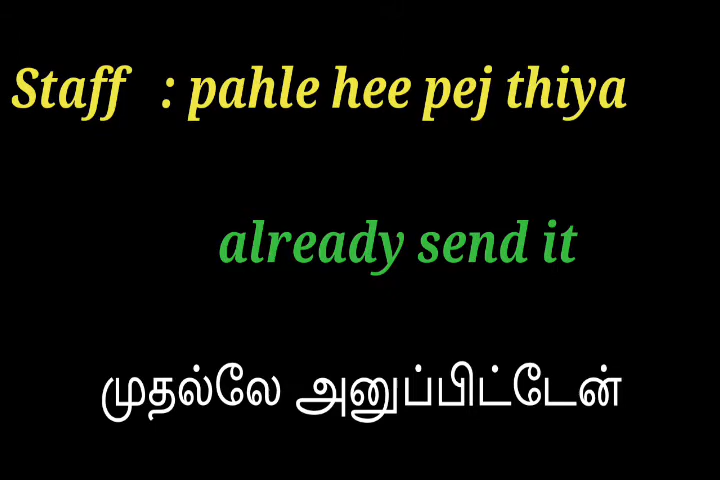 Staff : pahle hee pej thiya
already send it
முதல்லே அனுப்பிட்டேன்